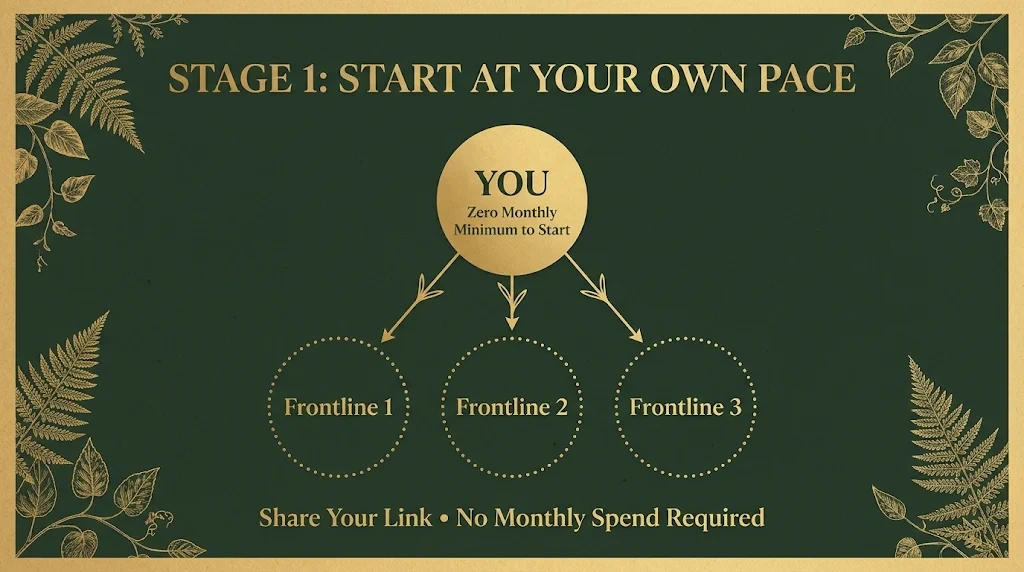 STAGE 1: START AT YOUR OWN PACE
YOU
Zero Monthly
Minimum to Start
Frontline 1
Frontline 2
Frontline 3
Share Your Link • No Monthly Spend Required